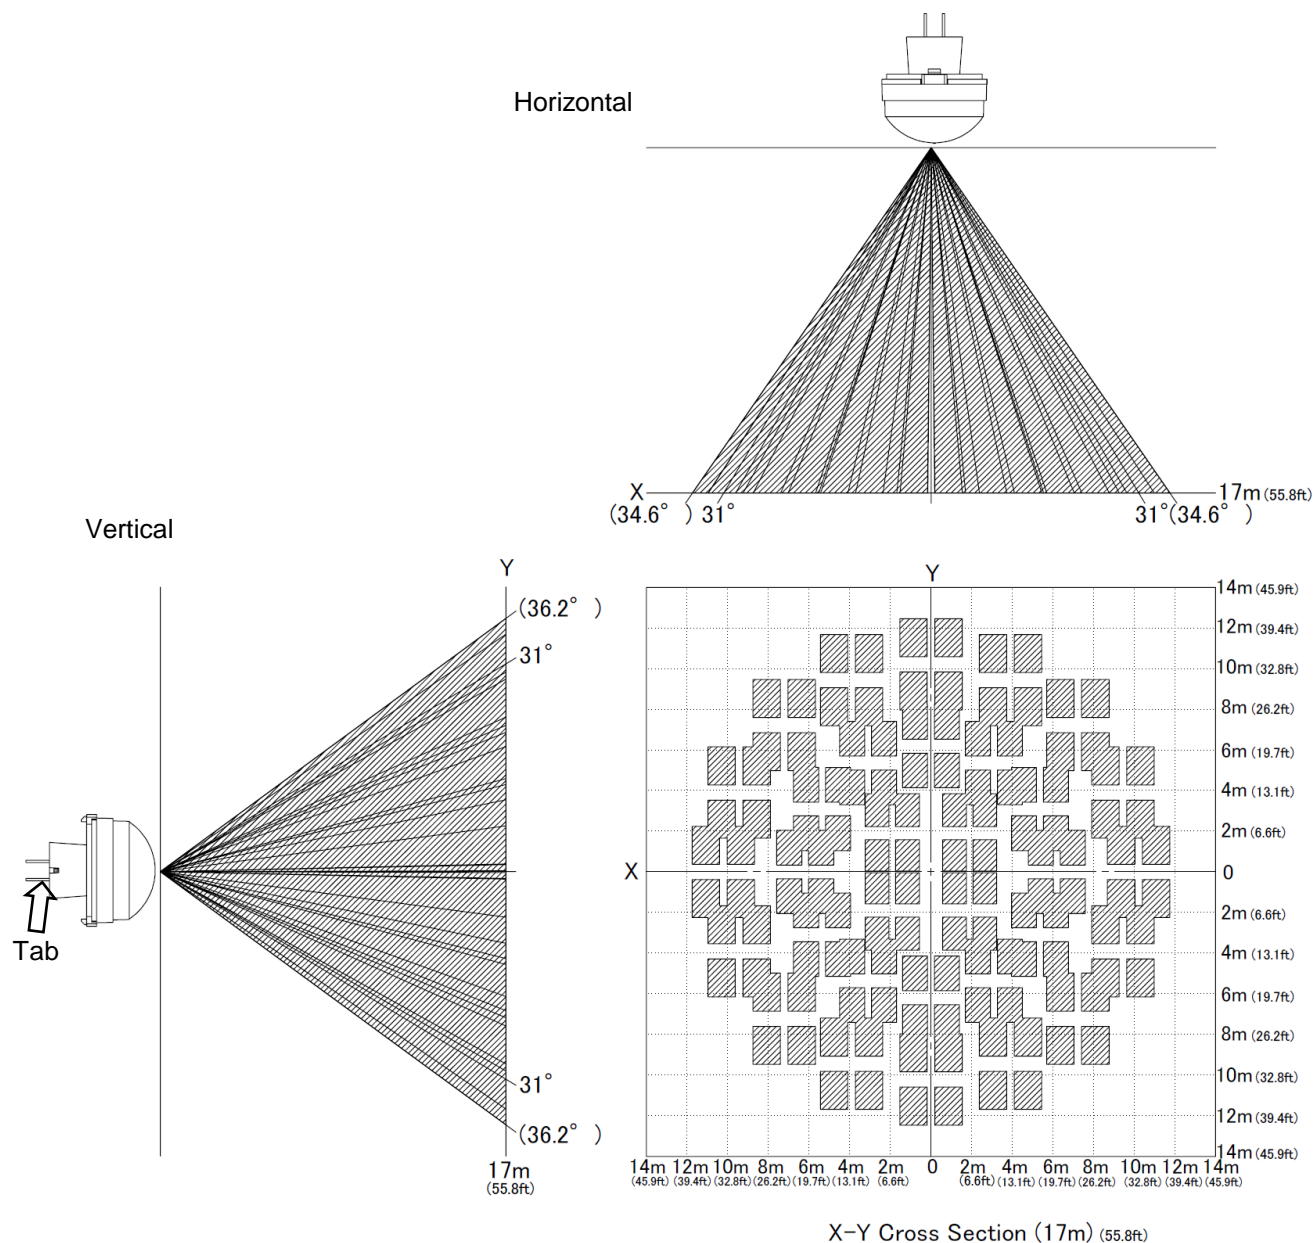 Horizontal
X
17m (55.8ft)
(34.6° ) 31°
31° (34.6° )
Vertical
Y
(36.2° )
31°
Tab
31°
(36.2° )
17m
(55.8ft)
Y
14m (45.9ft)
12m (39.4ft)
10m (32.8ft)
8m (26.2ft)
6m (19.7ft)
4m (13.1ft)
2m (6.6ft)
X
0
2m (6.6ft)
4m (13.1ft)
6m (19.7ft)
8m (26.2ft)
10m (32.8ft)
12m (39.4ft)
14m (45.9ft)
14m 12m 10m 8m 6m 4m 2m 0 2m 4m 6m 8m 10m 12m 14m
(45.9ft) (39.4ft) (32.8ft) (26.2ft) (19.7ft) (13.1ft) (6.6ft) (6.6ft) (13.1ft) (19.7ft) (26.2ft) (32.8ft) (39.4ft) (45.9ft)
X-Y Cross Section (17m) (55.8ft)